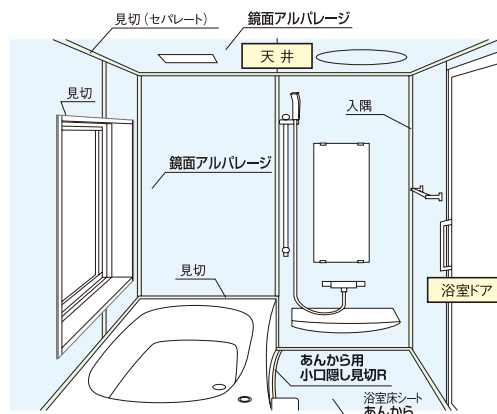 見切（セパレート）
鏡面アルパレージ
天井
見切
入隅
鏡面アルパレージ
見切
浴室ドア
あんから用
小口隠し見切R
浴室床シート
あんから